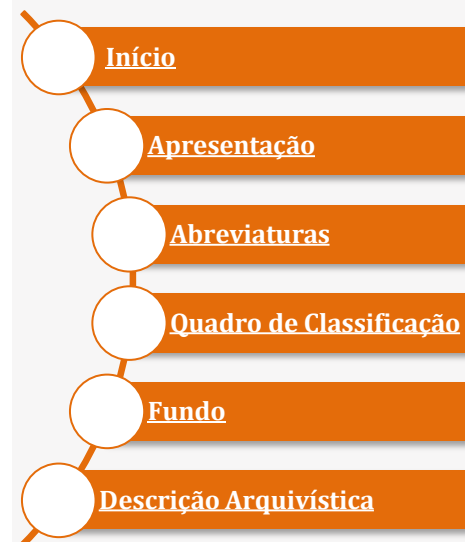 Início
Apresentação
Abreviaturas
Quadro de Classificação
Fundo
Descrição Arquivística